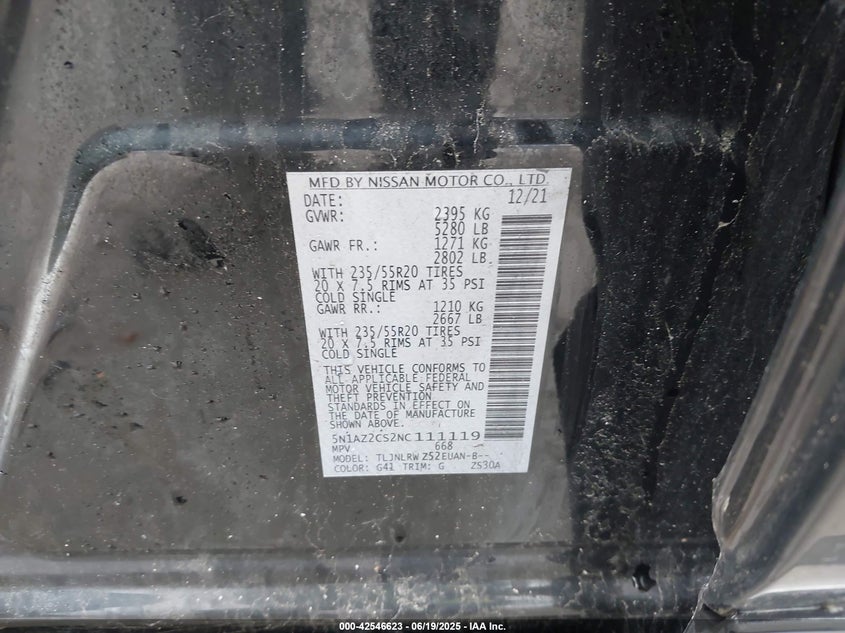 MFD BY NISSAN MOTOR CO., LTD.
DATE: 12/21
GVWR: 2395 KG
5280 LB
GAWR FR.: 1271 KG
2802 LB
WITH 235/55R20 TIRES
20 X 7.5 RIMS AT 35 PSI
COLD SINGLE
GAWR RR.: 1210 KG
2667 LB
WITH 235/55R20 TIRES
20 X 7.5 RIMS AT 35 PSI
COLD SINGLE
THIS VEHICLE CONFORMS TO
ALL APPLICABLE FEDERAL
MOTOR VEHICLE SAFETY AND
THEFT PREVENTION
STANDARDS IN EFFECT ON
THE DATE OF MANUFACTURE
SHOWN ABOVE.
5N1AZ2CS2NC111119
MPV 668
MODEL: TLJNLRW Z52EUAN-B--
COLOR: G41 TRIM: G ZS30A
000-42546623 - 06/19/2025 - IAA Inc.